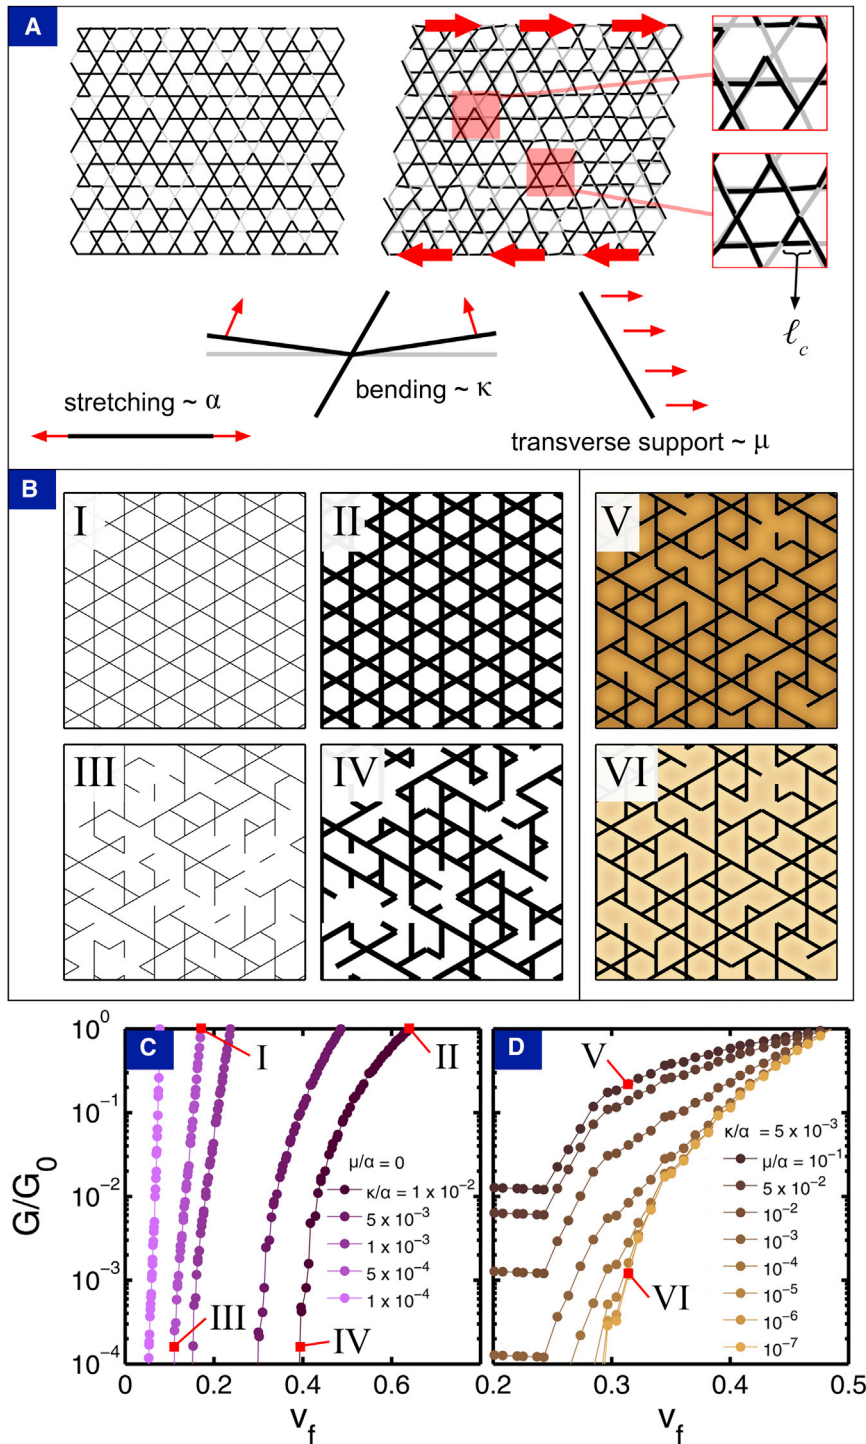 A
ℓc
stretching ~ α
bending ~ κ
transverse support ~ μ
B
I
II
V
III
IV
VI
C
D
I
II
III
IV
V
VI
G/G0
10^0
10^-1
10^-2
10^-3
10^-4
μ/α = 0
κ/α = 1 x 10^-2
5 x 10^-3
1 x 10^-3
5 x 10^-4
1 x 10^-4
0
0.2
0.4
0.6
vf
κ/α = 5 x 10^-3
μ/α = 10^-1
5 x 10^-2
10^-2
10^-3
10^-4
10^-5
10^-6
10^-7
0.2
0.3
0.4
0.5
vf